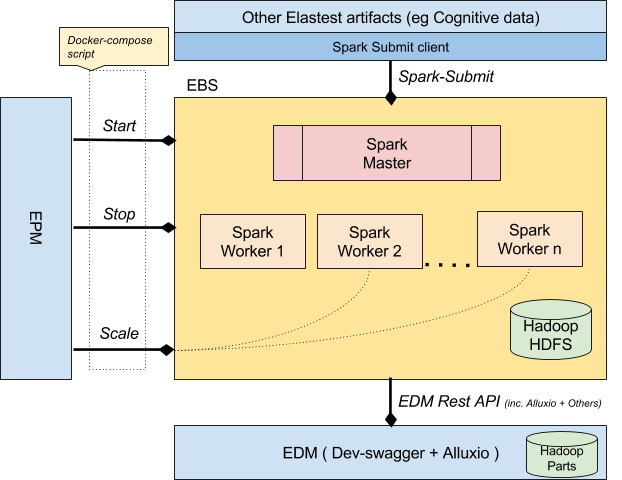 Other Elastest artifacts (eg Cognitive data)
Spark Submit client
Docker-compose
script
Spark-Submit
EBS
Start
Spark
Master
EPM
Stop
Spark
Worker 1
Spark
Worker 2
. . . .
Spark
Worker n
Scale
Hadoop
HDFS
EDM Rest API (inc. Alluxio + Others)
EDM ( Dev-swagger + Alluxio )
Hadoop
Parts